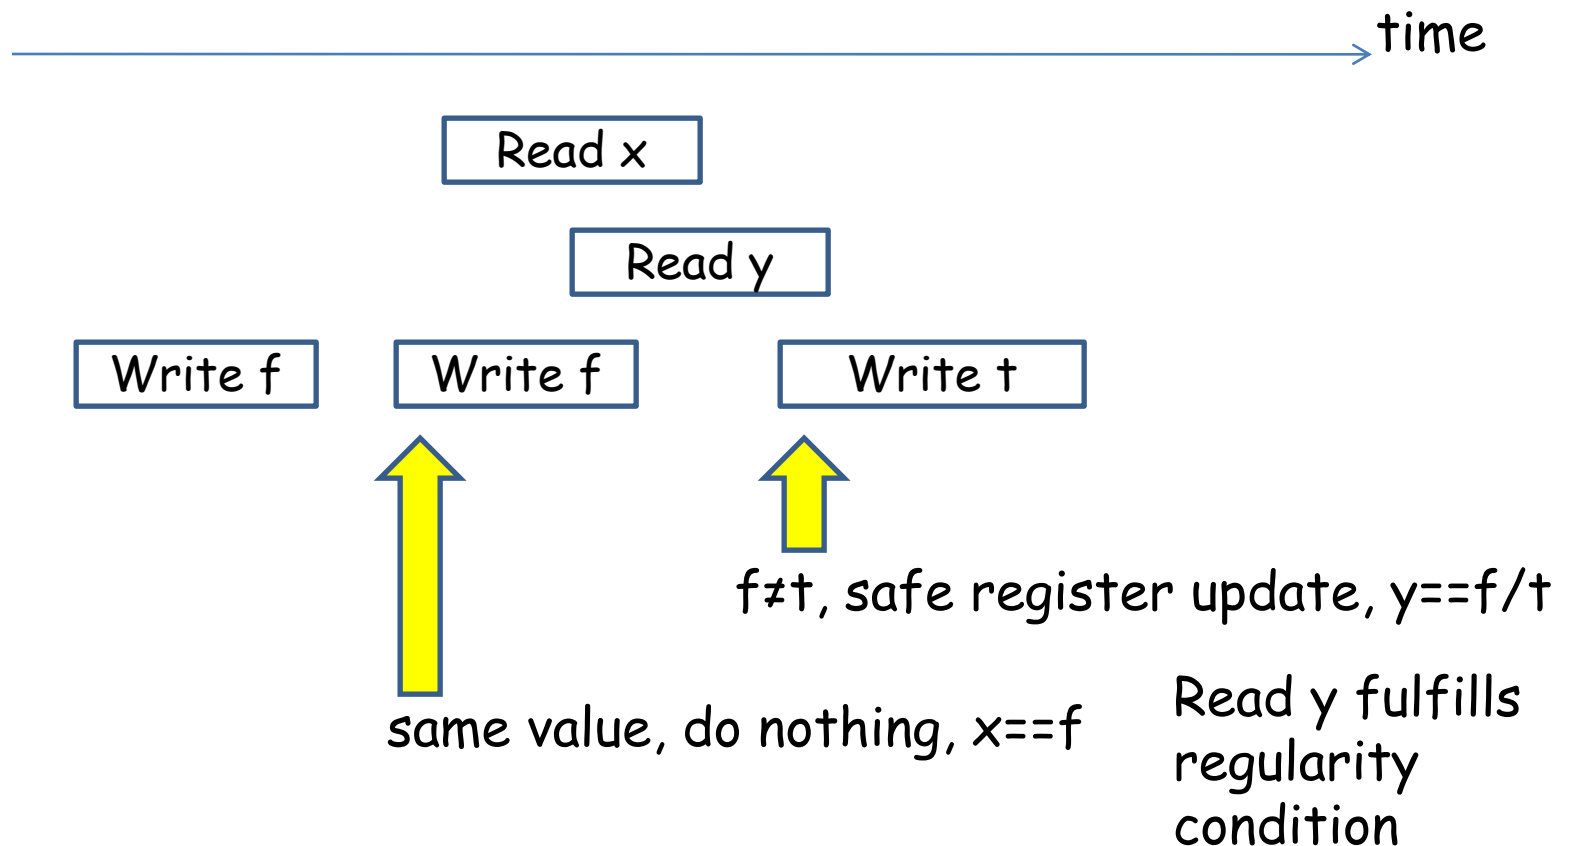 time
Read x
Read y
Write f
Write f
Write t
f≠t, safe register update, y==f/t
same value, do nothing, x==f
Read y fulfills
regularity
condition